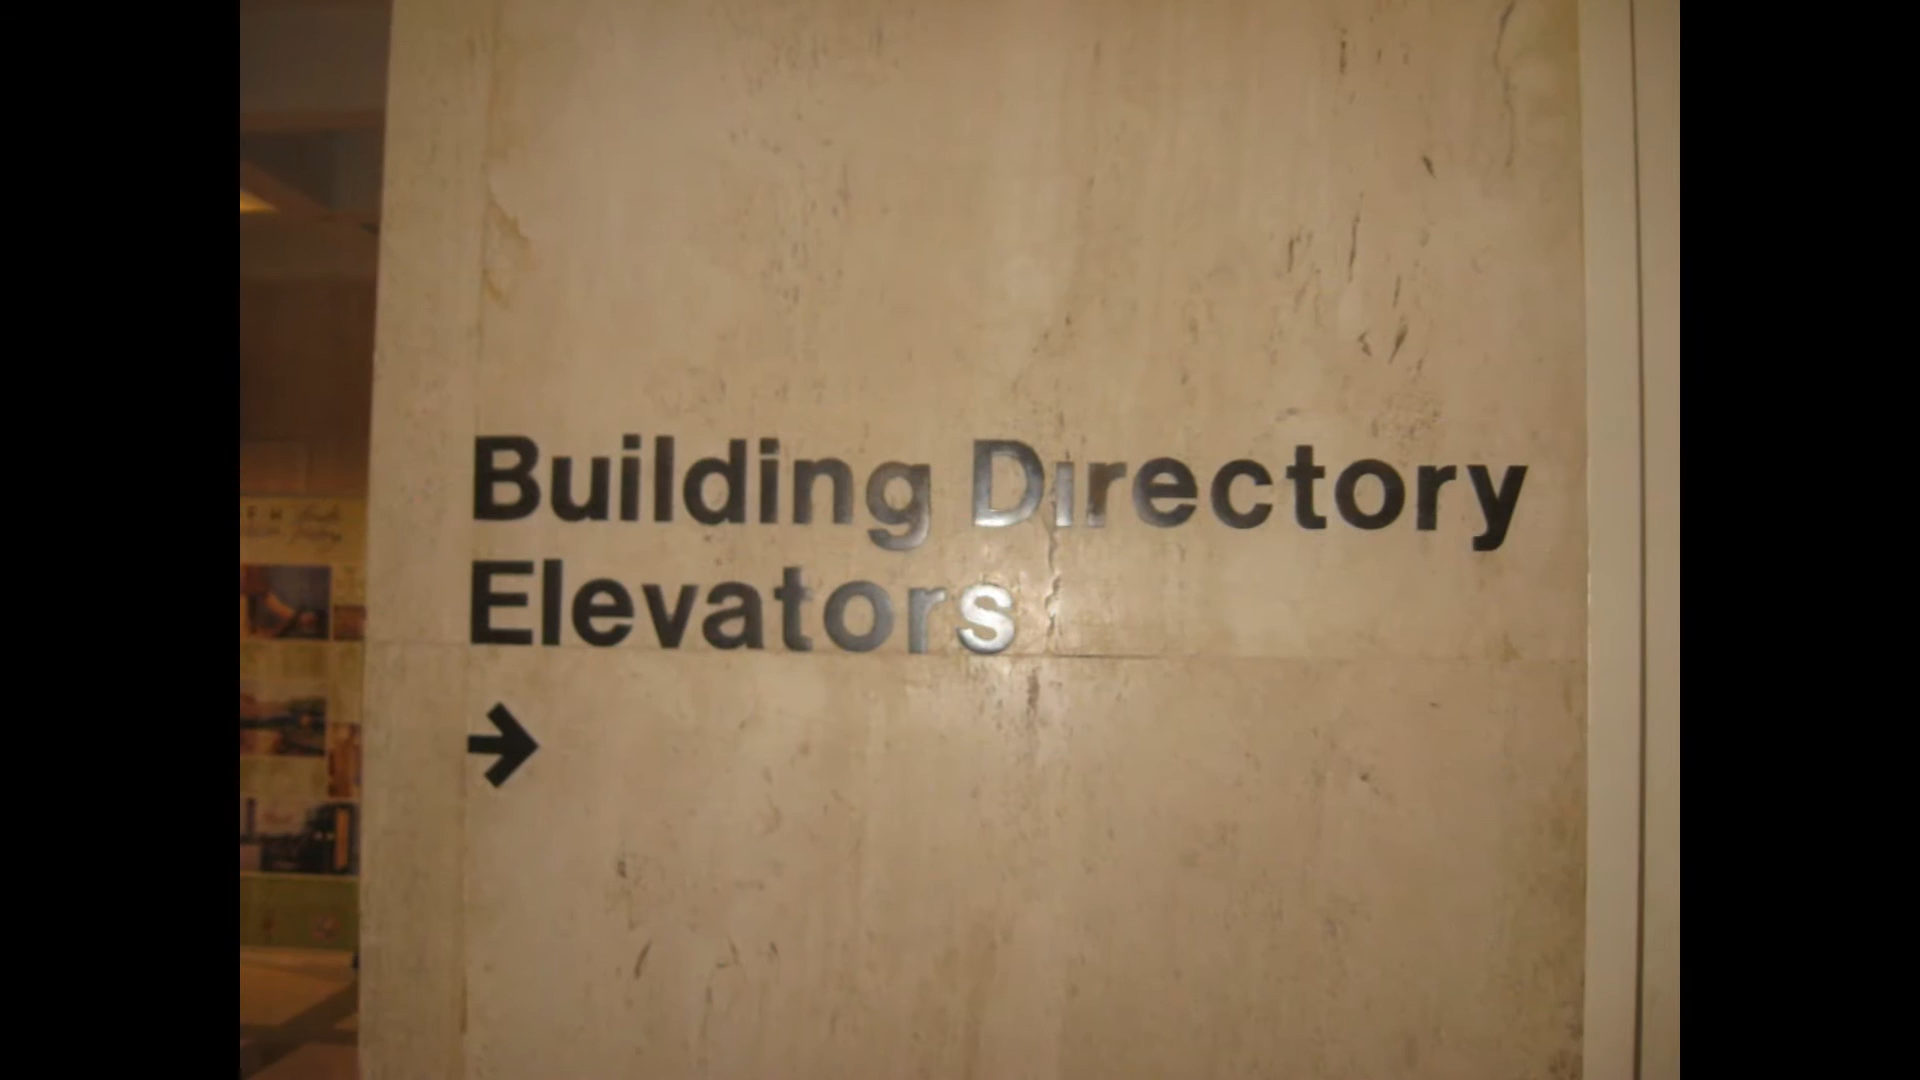 Building Directory
Elevators
→